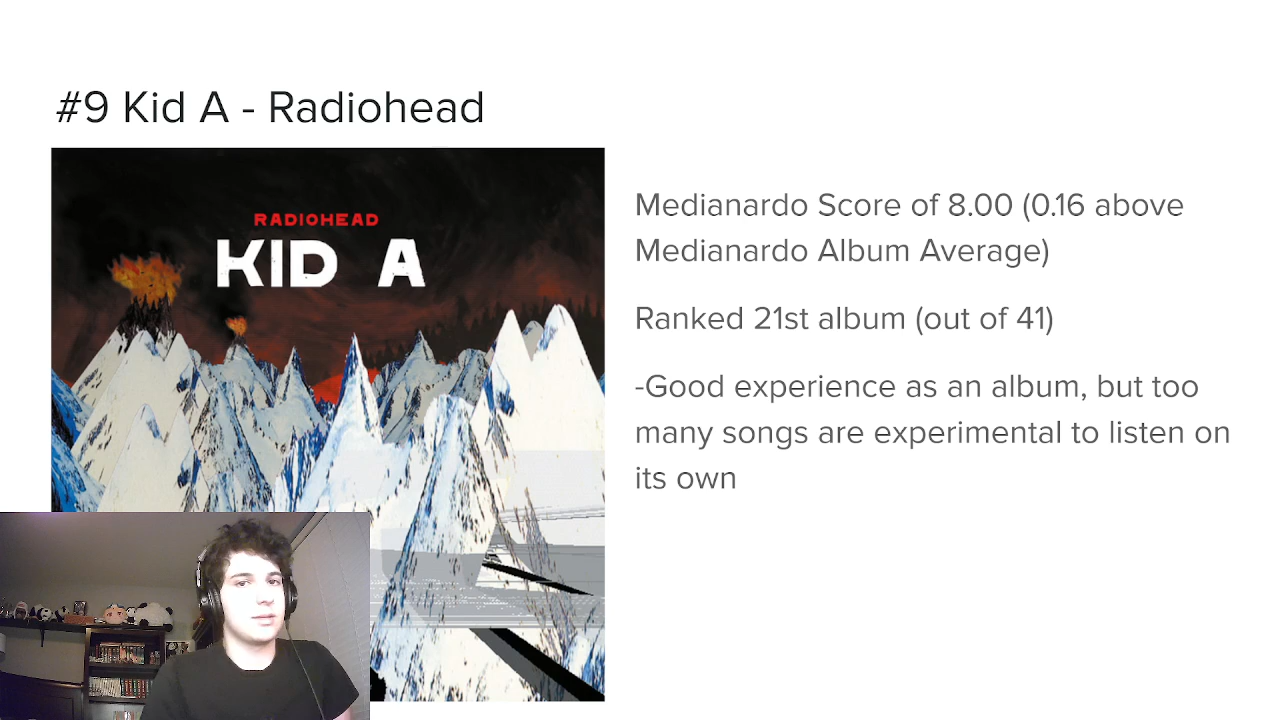 #9 Kid A - Radiohead
RADIOHEAD
KID A
Medianardo Score of 8.00 (0.16 above
Medianardo Album Average)
Ranked 21st album (out of 41)
-Good experience as an album, but too
many songs are experimental to listen on
its own